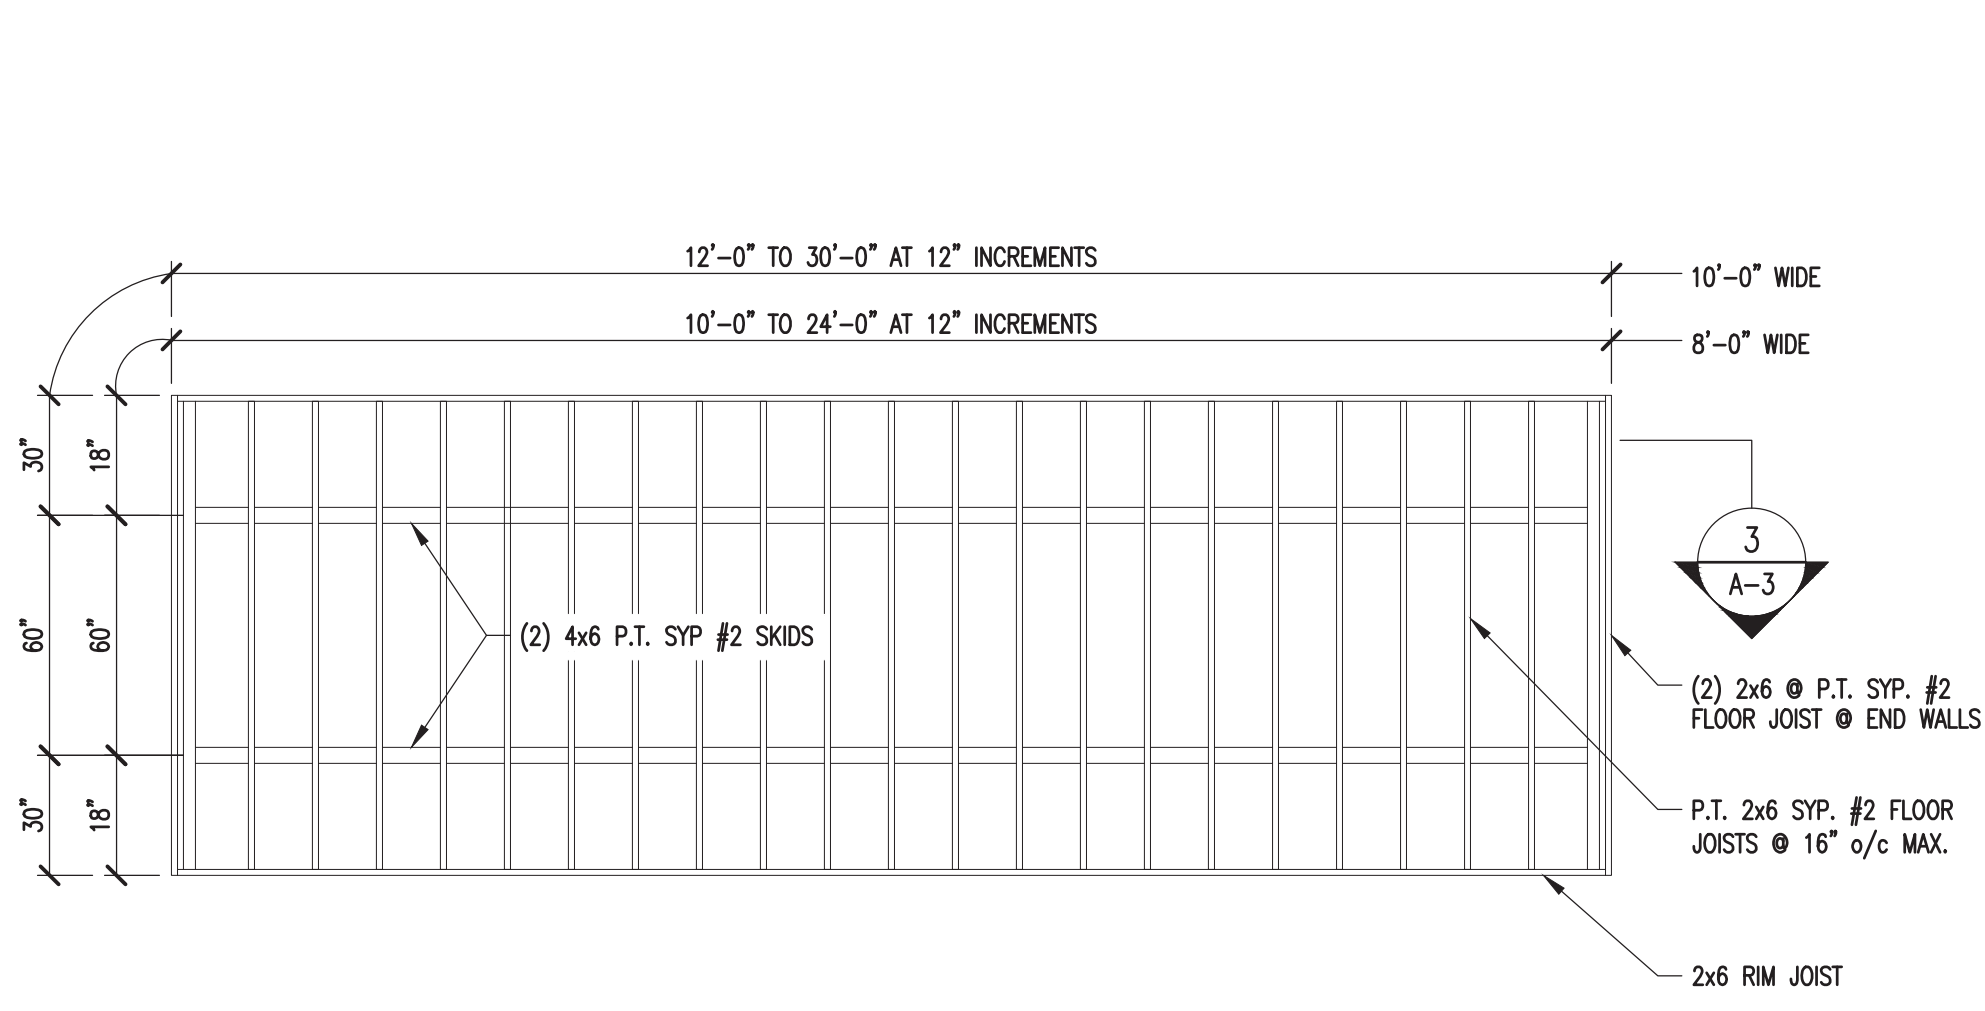 12'-0" TO 30'-0" AT 12" INCREMENTS
10'-0" WIDE
10'-0" TO 24'-0" AT 12" INCREMENTS
8'-0" WIDE
30"
18"
60"
60"
30"
18"
(2) 4x6 P.T. SYP #2 SKIDS
3
A-3
(2) 2x6 @ P.T. SYP. #2
FLOOR JOIST @ END WALLS
P.T. 2x6 SYP. #2 FLOOR
JOISTS @ 16" o/c MAX.
2x6 RIM JOIST